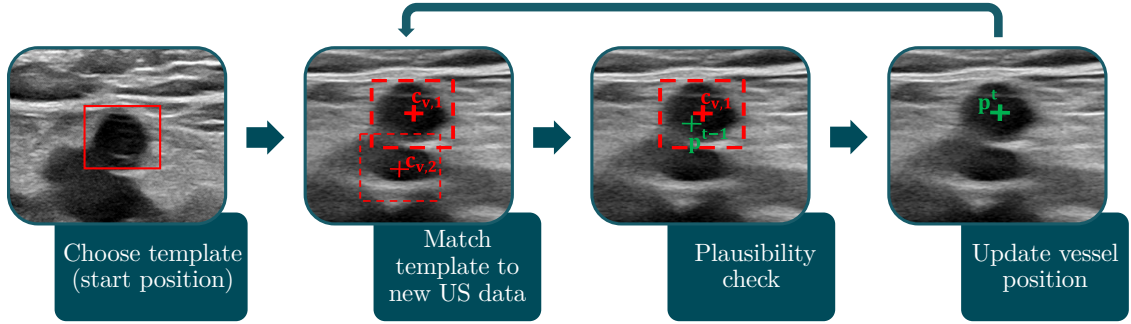 c_{v,1}
c_{v,2}
c_{v,1}
p^{t−1}
p^t
Choose template
(start position)
Match
template to
new US data
Plausibility
check
Update vessel
position